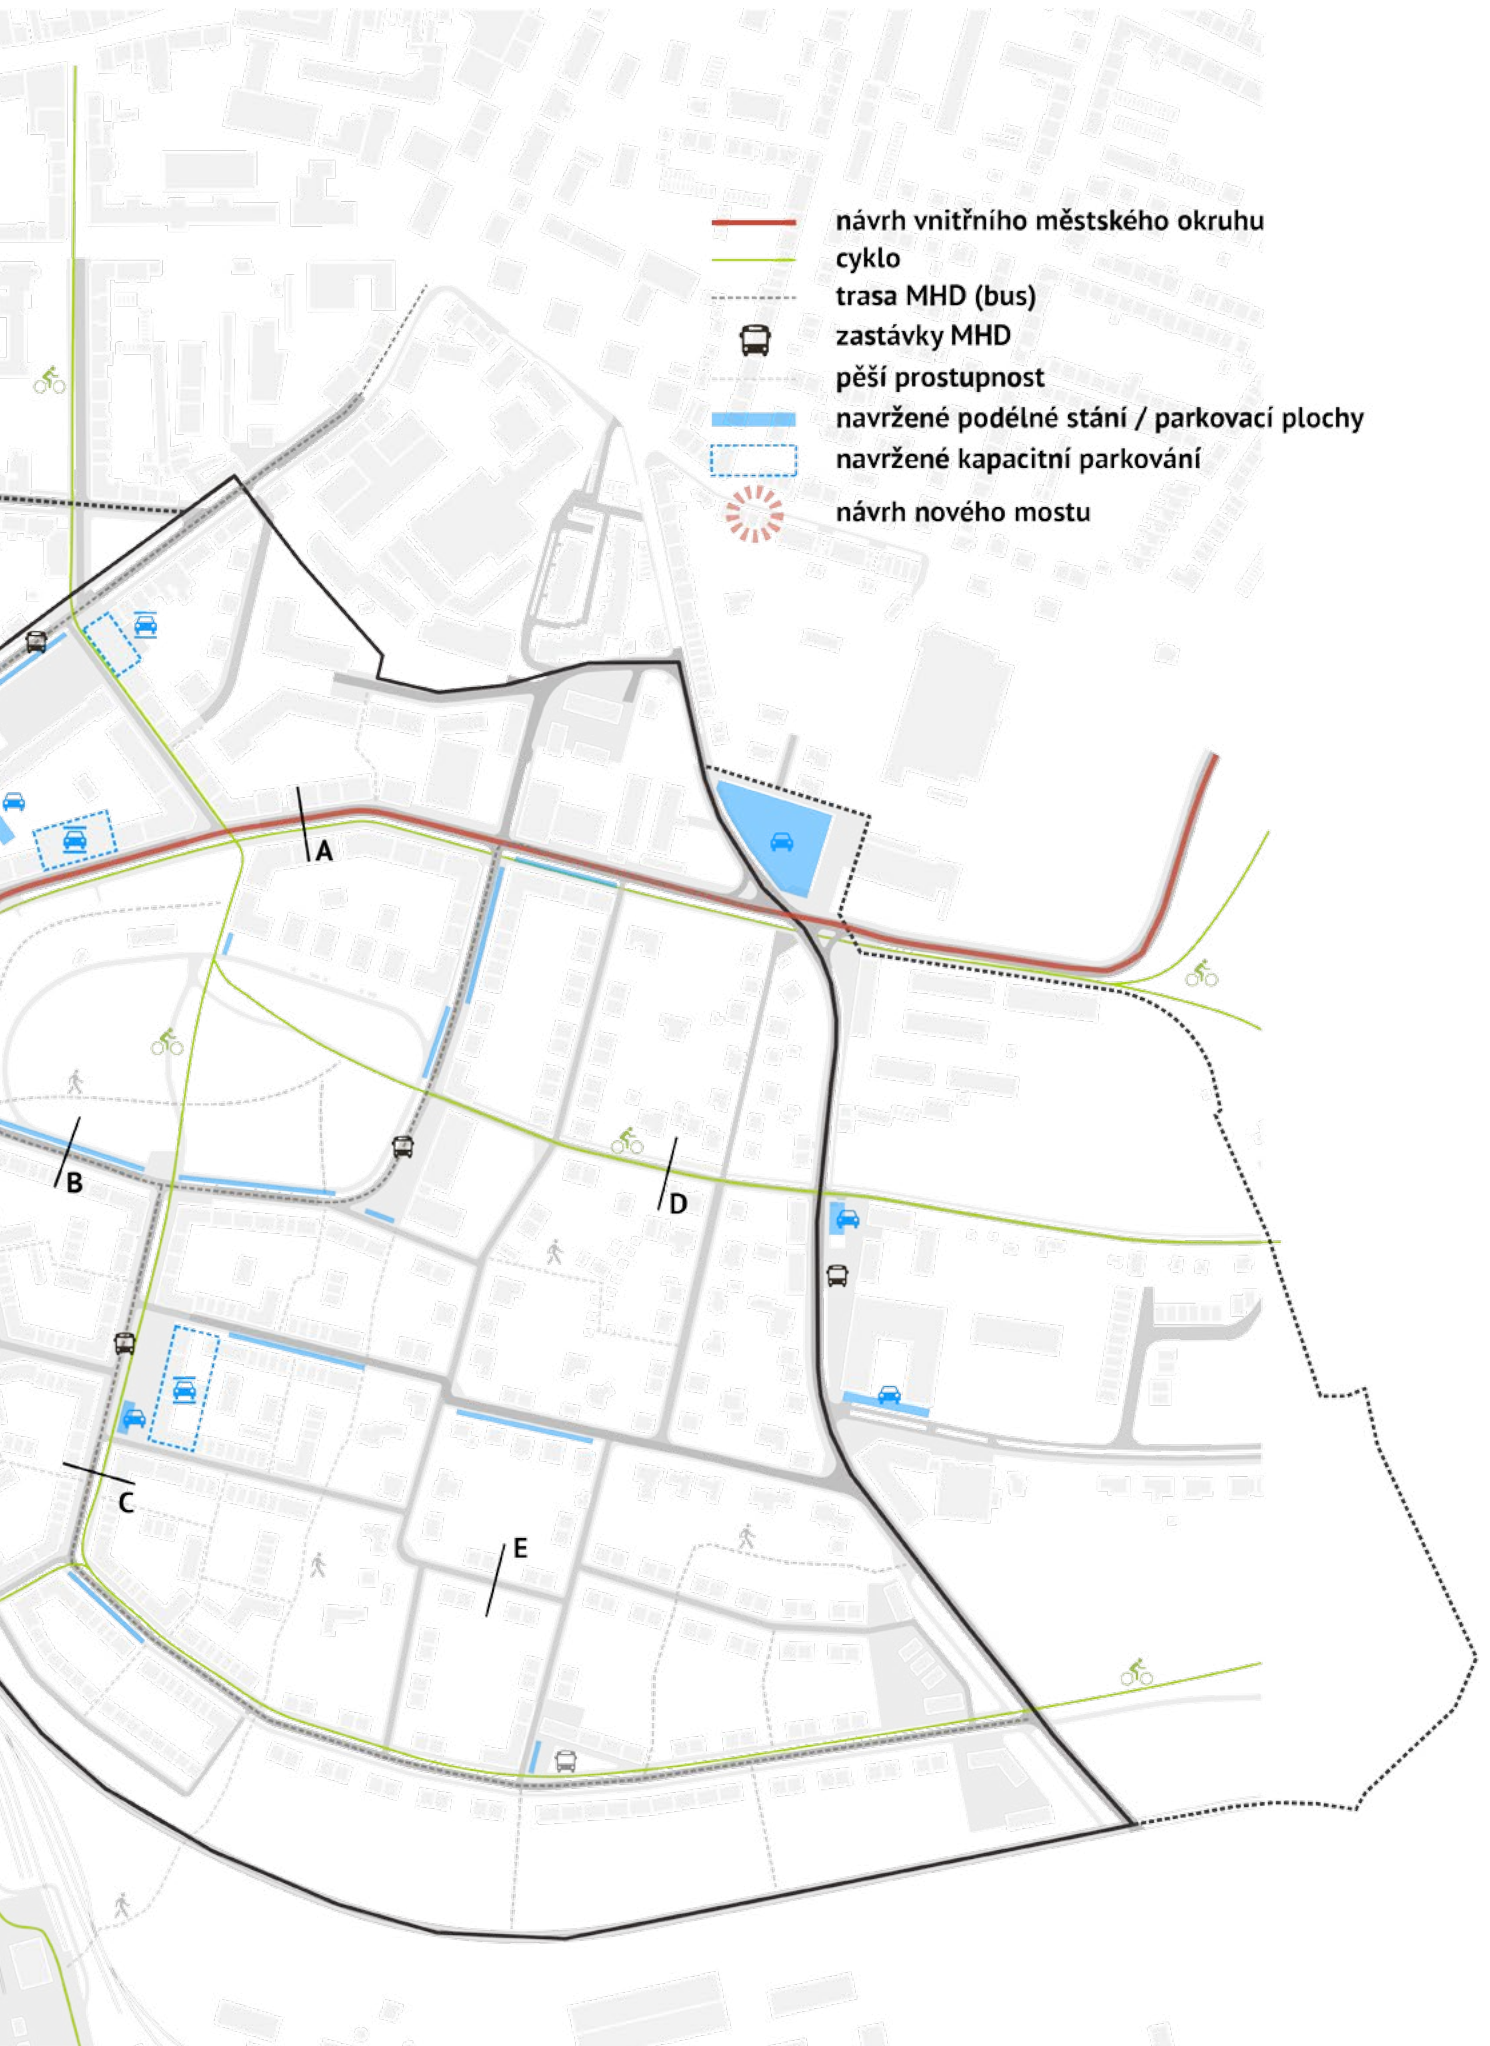 návrh vnitřního městského okruhu
cyklo
trasa MHD (bus)
zastávky MHD
pěší prostupnost
navržené podélné stání / parkovací plochy
navržené kapacitní parkování
návrh nového mostu
A
B
D
C
E